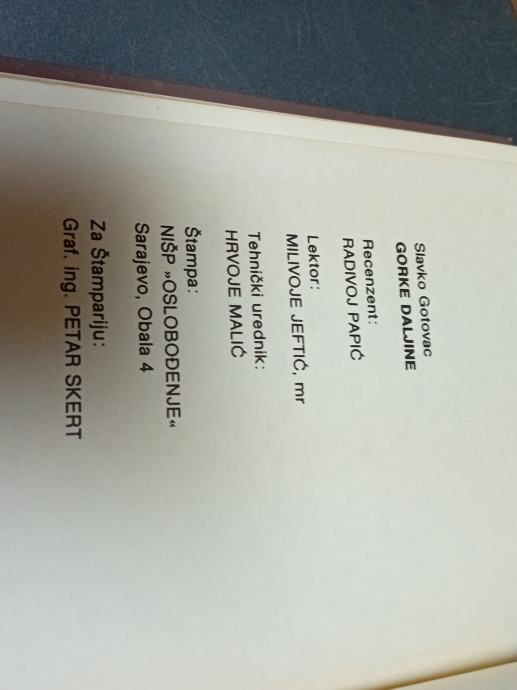 Slavko Gotovac
GORKE DALJINE
Recenzent:
RADIVOJ PAPIĆ
Lektor:
MILIVOJE JEFTIĆ, mr
Tehnički urednik:
HRVOJE MALIĆ
Štampa:
NIŠP »OSLOBOĐENJE«
Sarajevo, Obala 4
Za Štampariju:
Graf. ing. PETAR SKERT